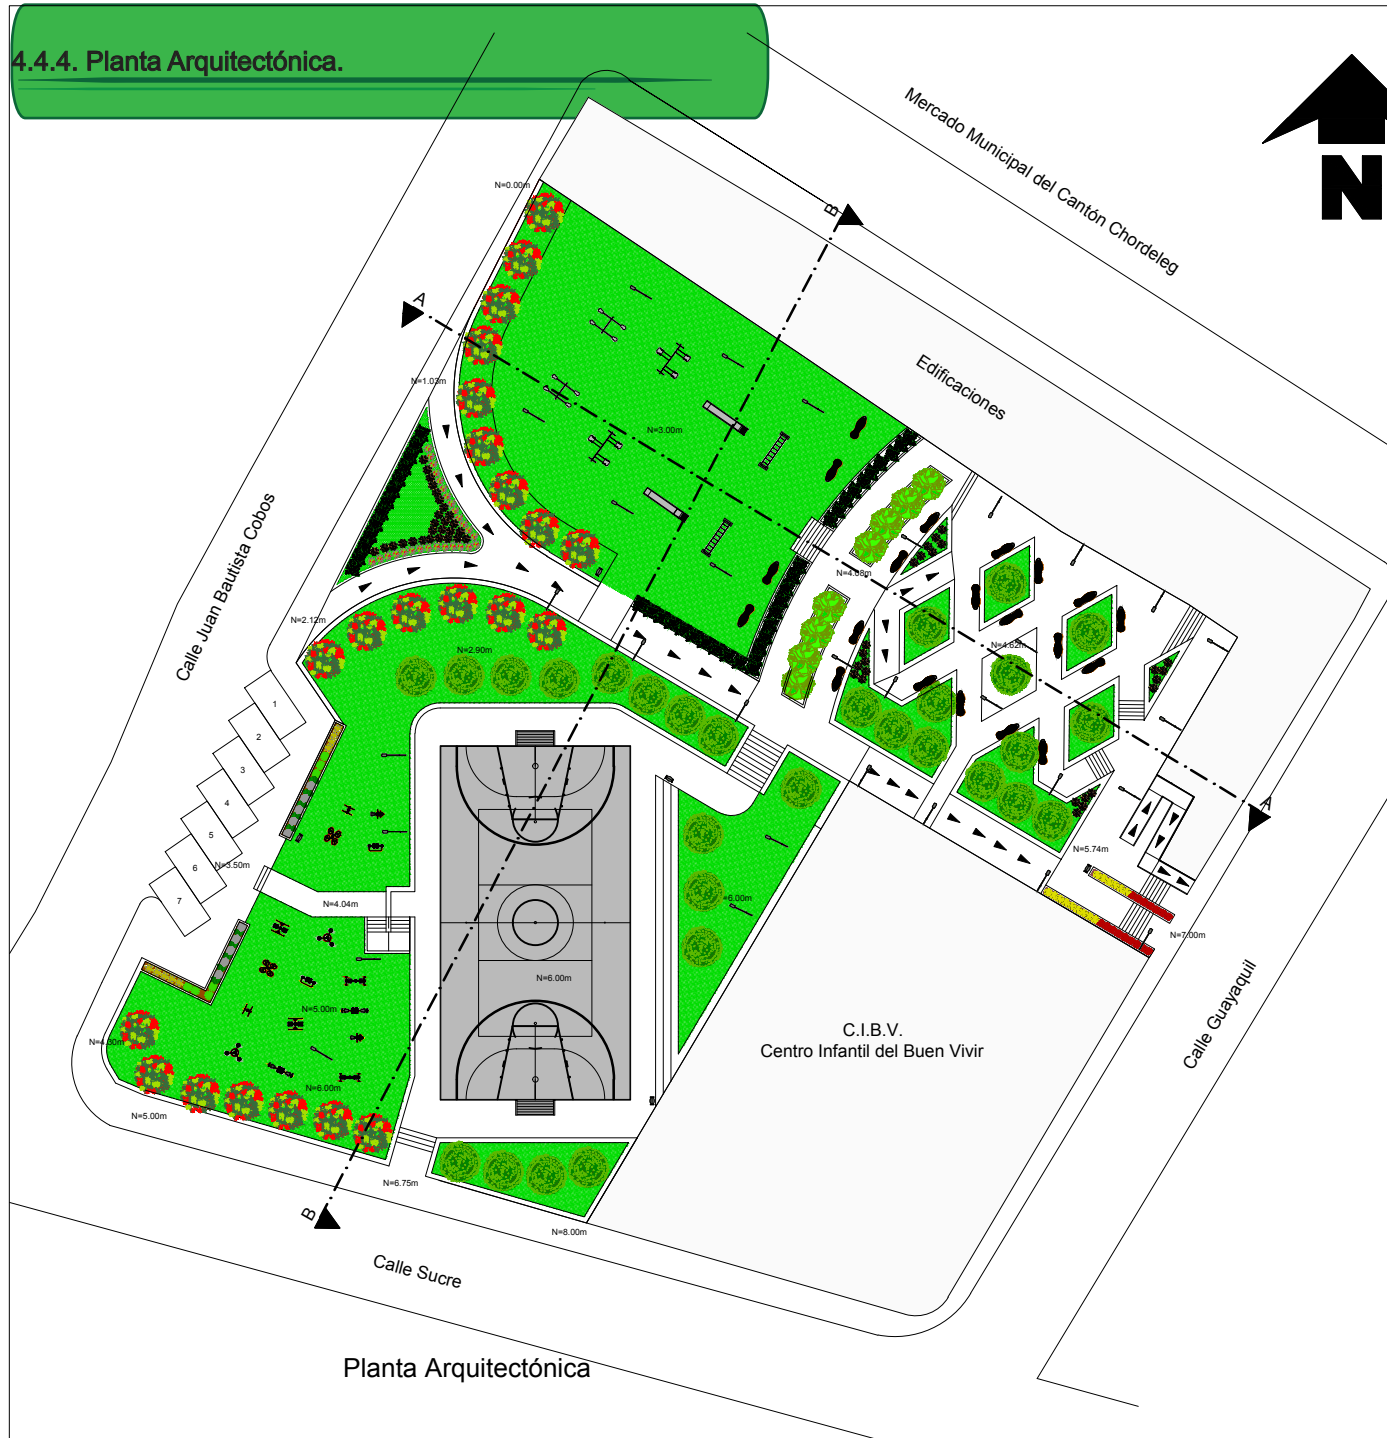 4.4.4. Planta Arquitectónica.
Mercado Municipal del Cantón Chordeleg
N
N=0.00m
B
A
N=1.03m
Edificaciones
N=3.00m
Calle Juan Bautista Cobos
N=4.68m
N=2.12m
N=2.90m
N=4.62m
1
2
3
4
5
6
7
A
N=3.50m
N=5.74m
N=4.04m
=6.00m
N=7.00m
N=6.00m
N=5.00m
C.I.B.V.
Centro Infantil del Buen Vivir
Calle Guayaquil
N=4.30m
N=6.00m
N=5.00m
N=6.75m
B
N=8.00m
Calle Sucre
Planta Arquitectónica